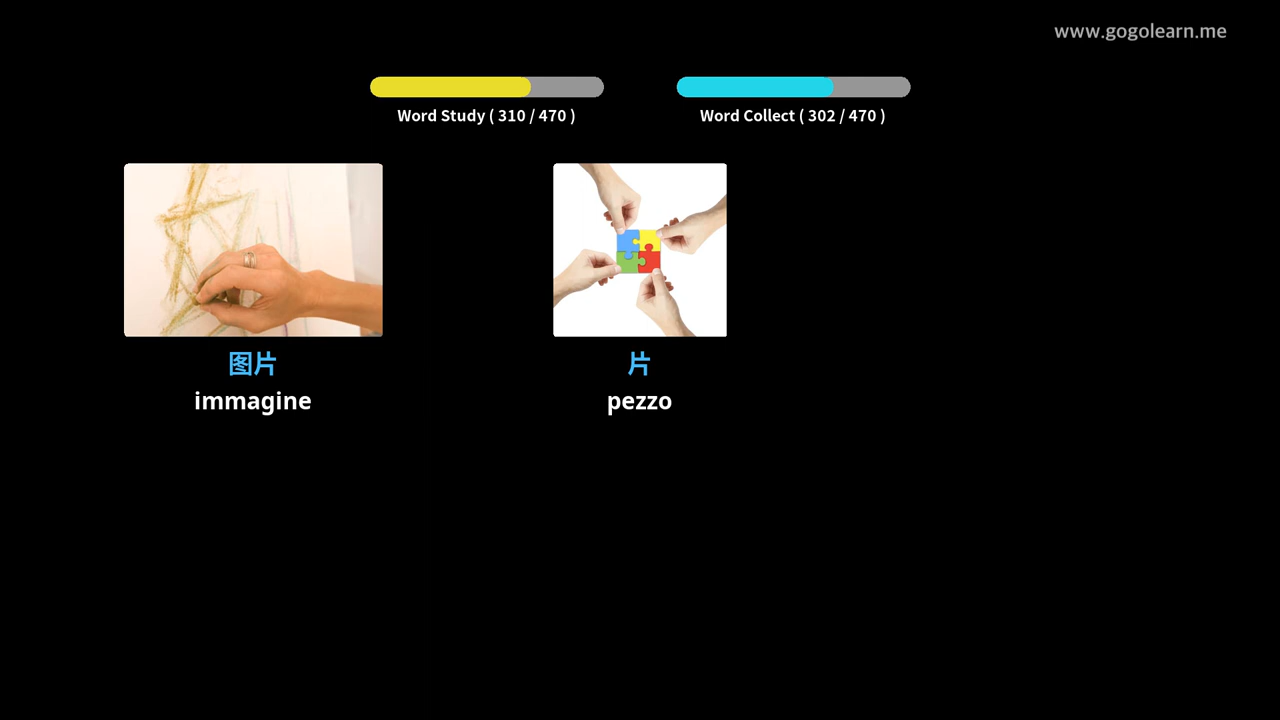 www.gogolearn.me
Word Study ( 310 / 470 )
Word Collect ( 302 / 470 )
图片
immagine
片
pezzo